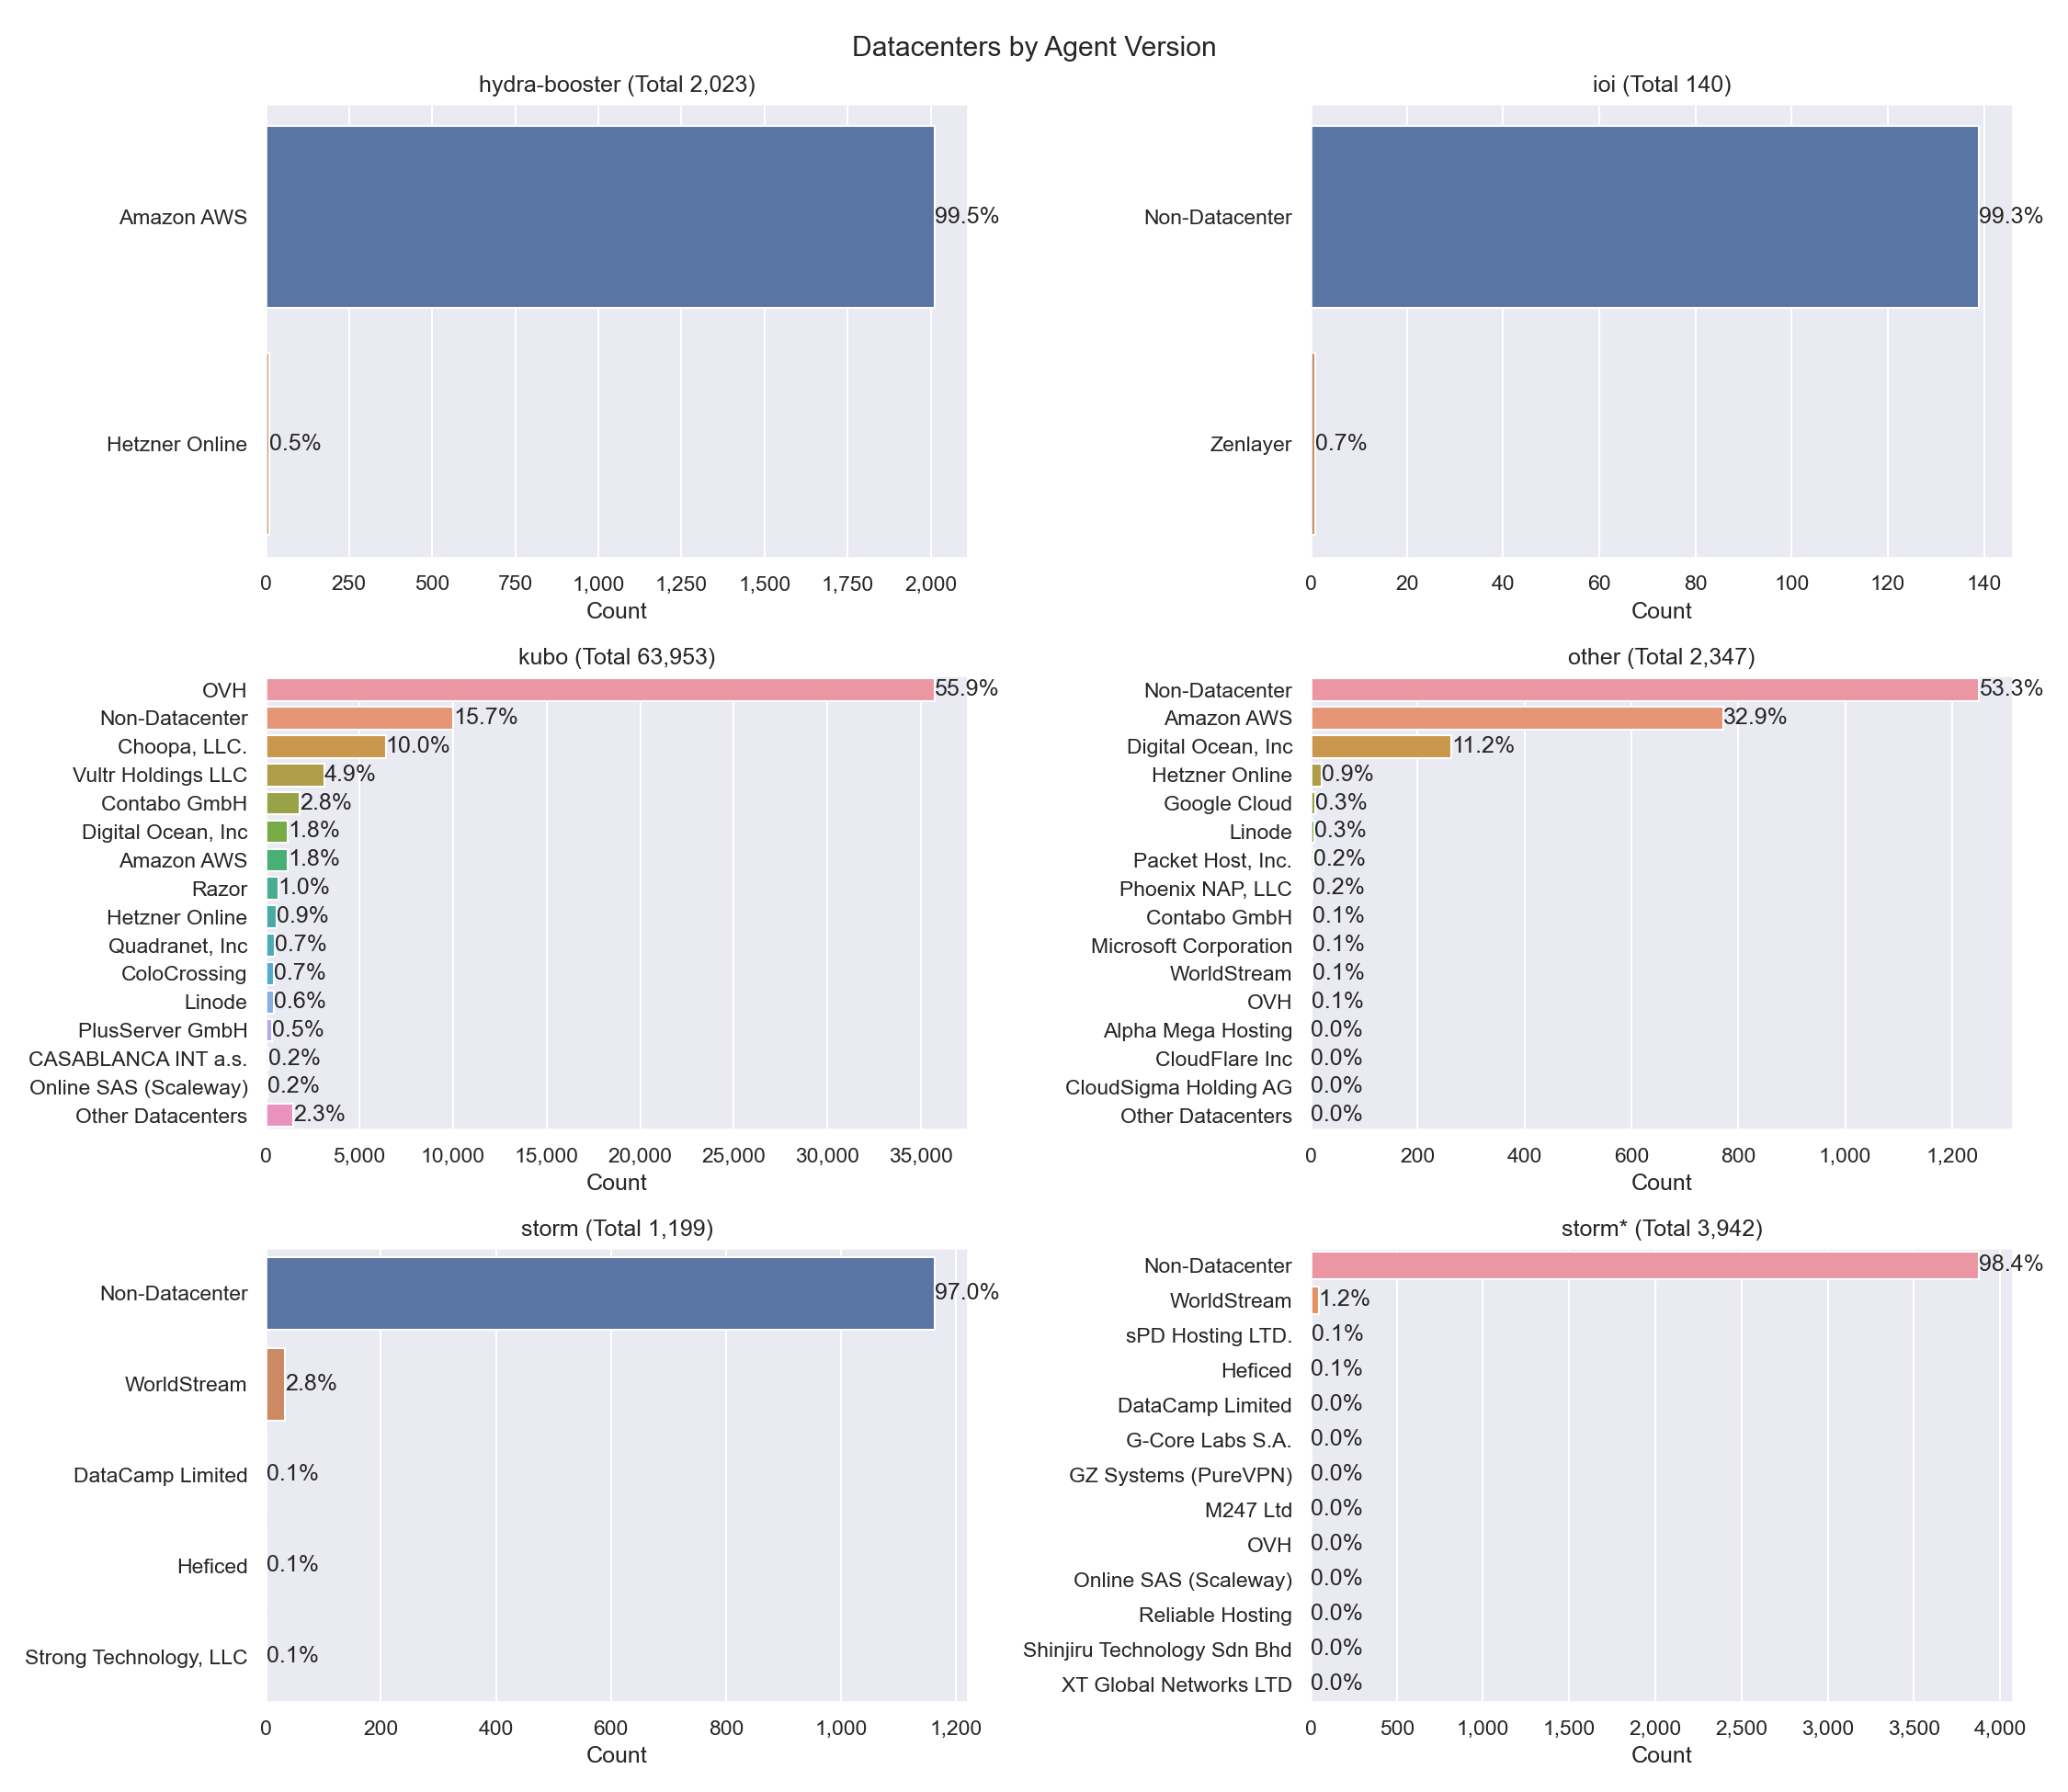 Datacenters by Agent Version
hydra-booster (Total 2,023)
Amazon AWS 99.5%
Hetzner Online 0.5%
0 250 500 750 1,000 1,250 1,500 1,750 2,000
Count
ioi (Total 140)
Non-Datacenter 99.3%
Zenlayer 0.7%
0 20 40 60 80 100 120 140
Count
kubo (Total 63,953)
OVH 55.9%
Non-Datacenter 15.7%
Choopa, LLC. 10.0%
Vultr Holdings LLC 4.9%
Contabo GmbH 2.8%
Digital Ocean, Inc 1.8%
Amazon AWS 1.8%
Razor 1.0%
Hetzner Online 0.9%
Quadranet, Inc 0.7%
ColoCrossing 0.7%
Linode 0.6%
PlusServer GmbH 0.5%
CASABLANCA INT a.s. 0.2%
Online SAS (Scaleway) 0.2%
Other Datacenters 2.3%
0 5,000 10,000 15,000 20,000 25,000 30,000 35,000
Count
other (Total 2,347)
Non-Datacenter 53.3%
Amazon AWS 32.9%
Digital Ocean, Inc 11.2%
Hetzner Online 0.9%
Google Cloud 0.3%
Linode 0.3%
Packet Host, Inc. 0.2%
Phoenix NAP, LLC 0.2%
Contabo GmbH 0.1%
Microsoft Corporation 0.1%
WorldStream 0.1%
OVH 0.1%
Alpha Mega Hosting 0.0%
CloudFlare Inc 0.0%
CloudSigma Holding AG 0.0%
Other Datacenters 0.0%
0 200 400 600 800 1,000 1,200
Count
storm (Total 1,199)
Non-Datacenter 97.0%
WorldStream 2.8%
DataCamp Limited 0.1%
Heficed 0.1%
Strong Technology, LLC 0.1%
0 200 400 600 800 1,000 1,200
Count
storm* (Total 3,942)
Non-Datacenter 98.4%
WorldStream 1.2%
sPD Hosting LTD. 0.1%
Heficed 0.1%
DataCamp Limited 0.0%
G-Core Labs S.A. 0.0%
GZ Systems (PureVPN) 0.0%
M247 Ltd 0.0%
OVH 0.0%
Online SAS (Scaleway) 0.0%
Reliable Hosting 0.0%
Shinjiru Technology Sdn Bhd 0.0%
XT Global Networks LTD 0.0%
0 500 1,000 1,500 2,000 2,500 3,000 3,500 4,000
Count